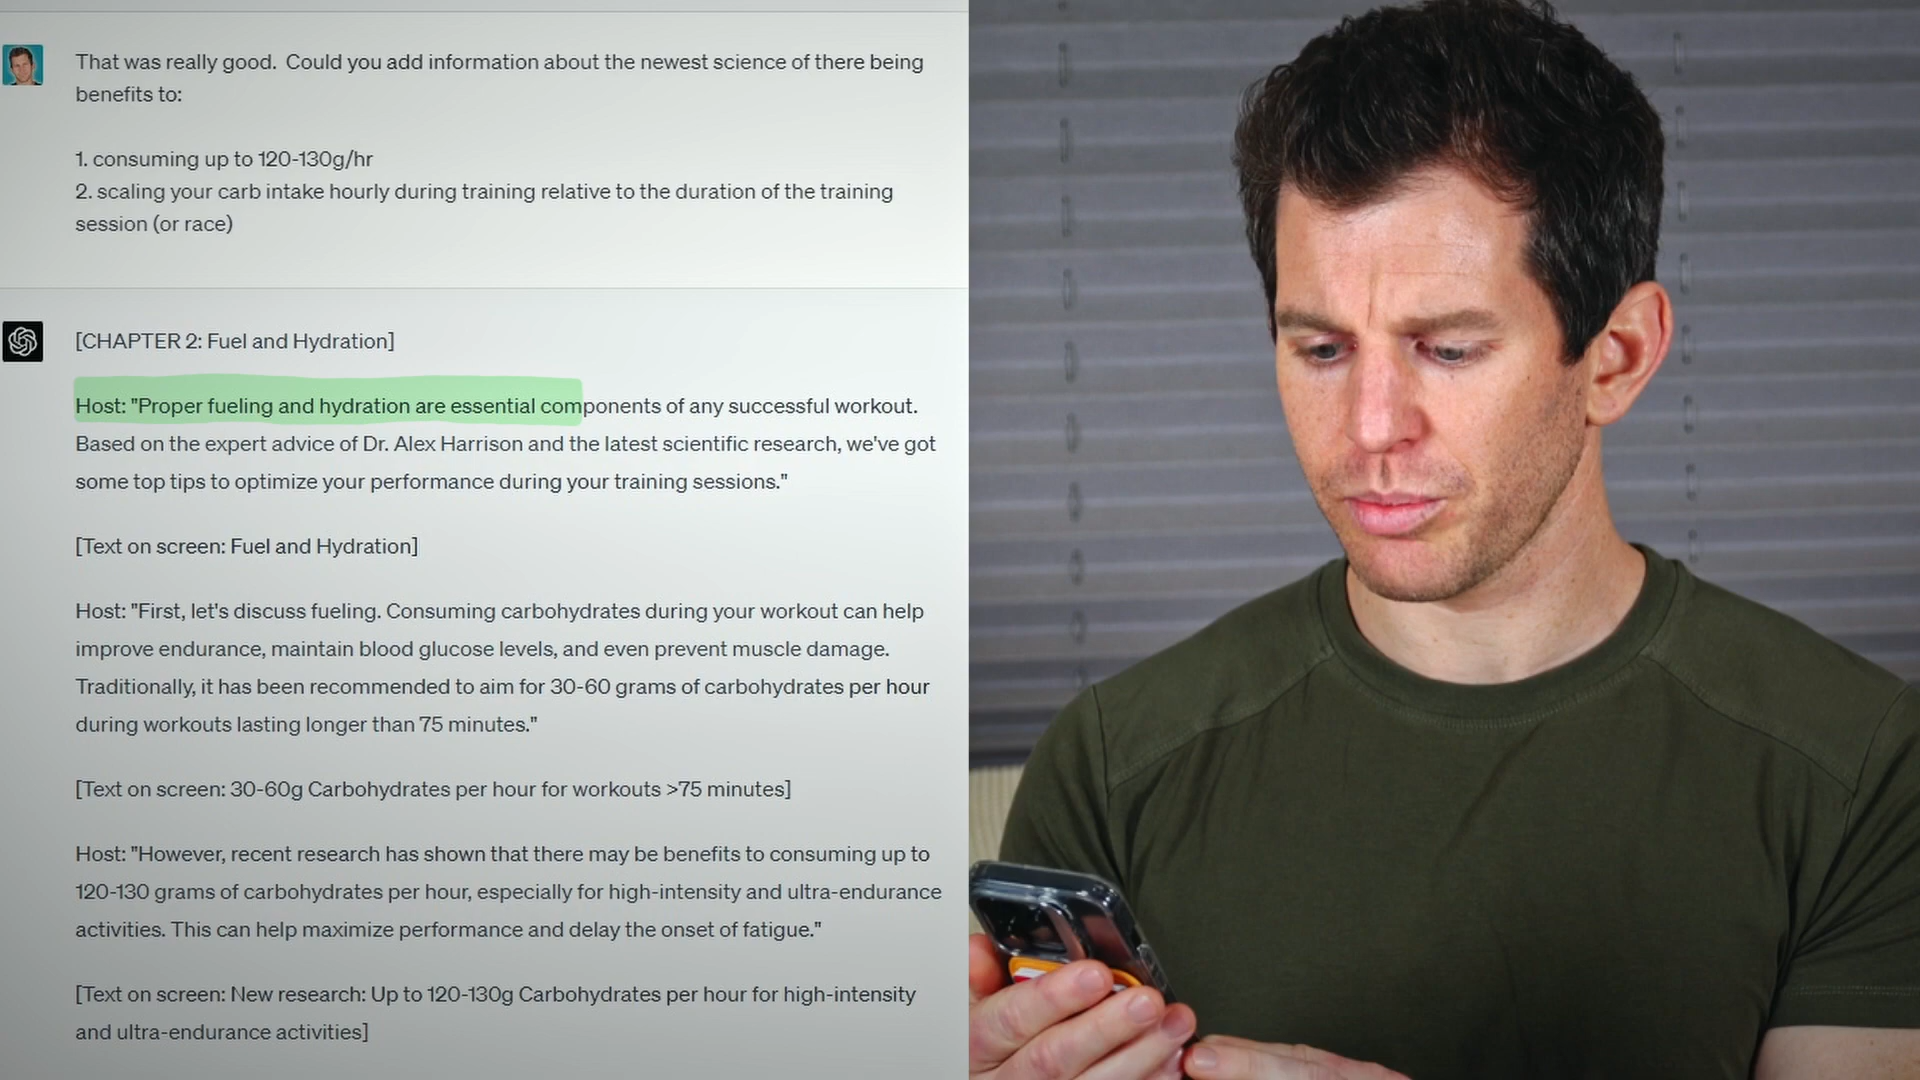 That was really good.  Could you add information about the newest science of there being
benefits to:
1. consuming up to 120-130g/hr
2. scaling your carb intake hourly during training relative to the duration of the training
session (or race)
[CHAPTER 2: Fuel and Hydration]
Host: "Proper fueling and hydration are essential components of any successful workout.
Based on the expert advice of Dr. Alex Harrison and the latest scientific research, we've got
some top tips to optimize your performance during your training sessions."
[Text on screen: Fuel and Hydration]
Host: "First, let's discuss fueling. Consuming carbohydrates during your workout can help
improve endurance, maintain blood glucose levels, and even prevent muscle damage.
Traditionally, it has been recommended to aim for 30-60 grams of carbohydrates per hour
during workouts lasting longer than 75 minutes."
[Text on screen: 30-60g Carbohydrates per hour for workouts >75 minutes]
Host: "However, recent research has shown that there may be benefits to consuming up to
120-130 grams of carbohydrates per hour, especially for high-intensity and ultra-endurance
activities. This can help maximize performance and delay the onset of fatigue."
[Text on screen: New research: Up to 120-130g Carbohydrates per hour for high-intensity
and ultra-endurance activities]